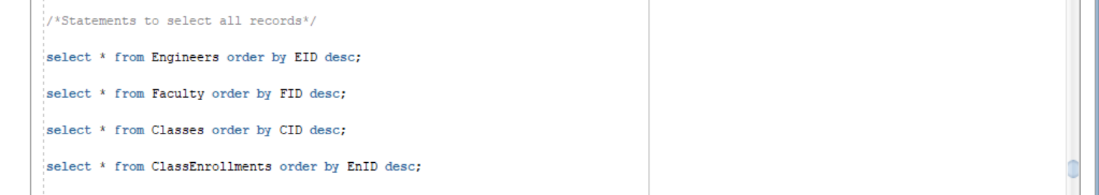 /*Statements to select all records*/
select * from Engineers order by EID desc;
select * from Faculty order by FID desc;
select * from Classes order by CID desc;
select * from ClassEnrollments order by EnID desc;